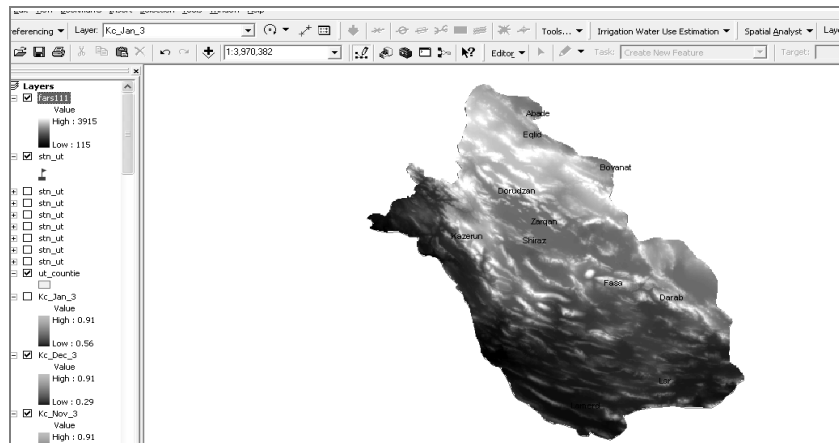 referencing Layer: Kc_Jan_3 Tools... Irrigation Water Use Estimation Spatial Analyst Laye
1:3,970,382 Editor Task: Create New Feature Target:
Layers
fars111
Value
High : 3915
Low : 115
stn_ut
stn_ut
stn_ut
stn_ut
stn_ut
stn_ut
stn_ut
ut_countie
Kc_Jan_3
Value
High : 0.91
Low : 0.56
Kc_Dec_3
Value
High : 0.91
Low : 0.29
Kc_Nov_3
Value
High : 0.91
Abade
Eqlid
Bovanat
Dorudzan
Zarqan
Kazerun
Shiraz
Fasa
Darab
Lar